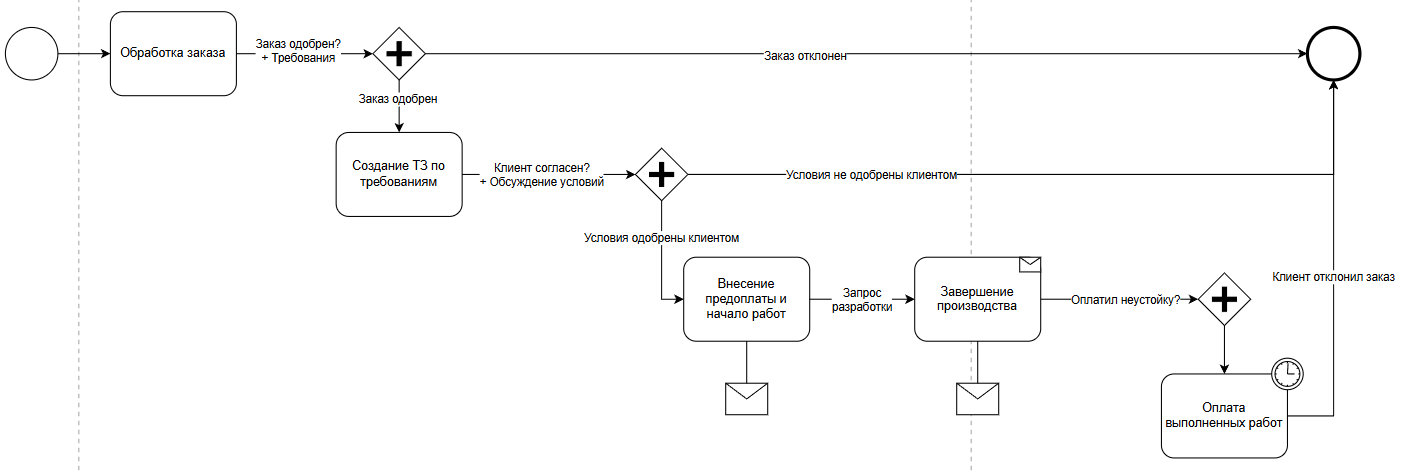 Обработка заказа
Заказ одобрен?
+ Требования
Заказ отклонен
Заказ одобрен
Создание ТЗ по
требованиям
Клиент согласен?
+ Обсуждение условий
Условия не одобрены клиентом
Условия одобрены клиентом
Внесение
предоплаты и
начало работ
Запрос
разработки
Завершение
производства
Оплатил неустойку?
Клиент отклонил заказ
Оплата
выполненных работ